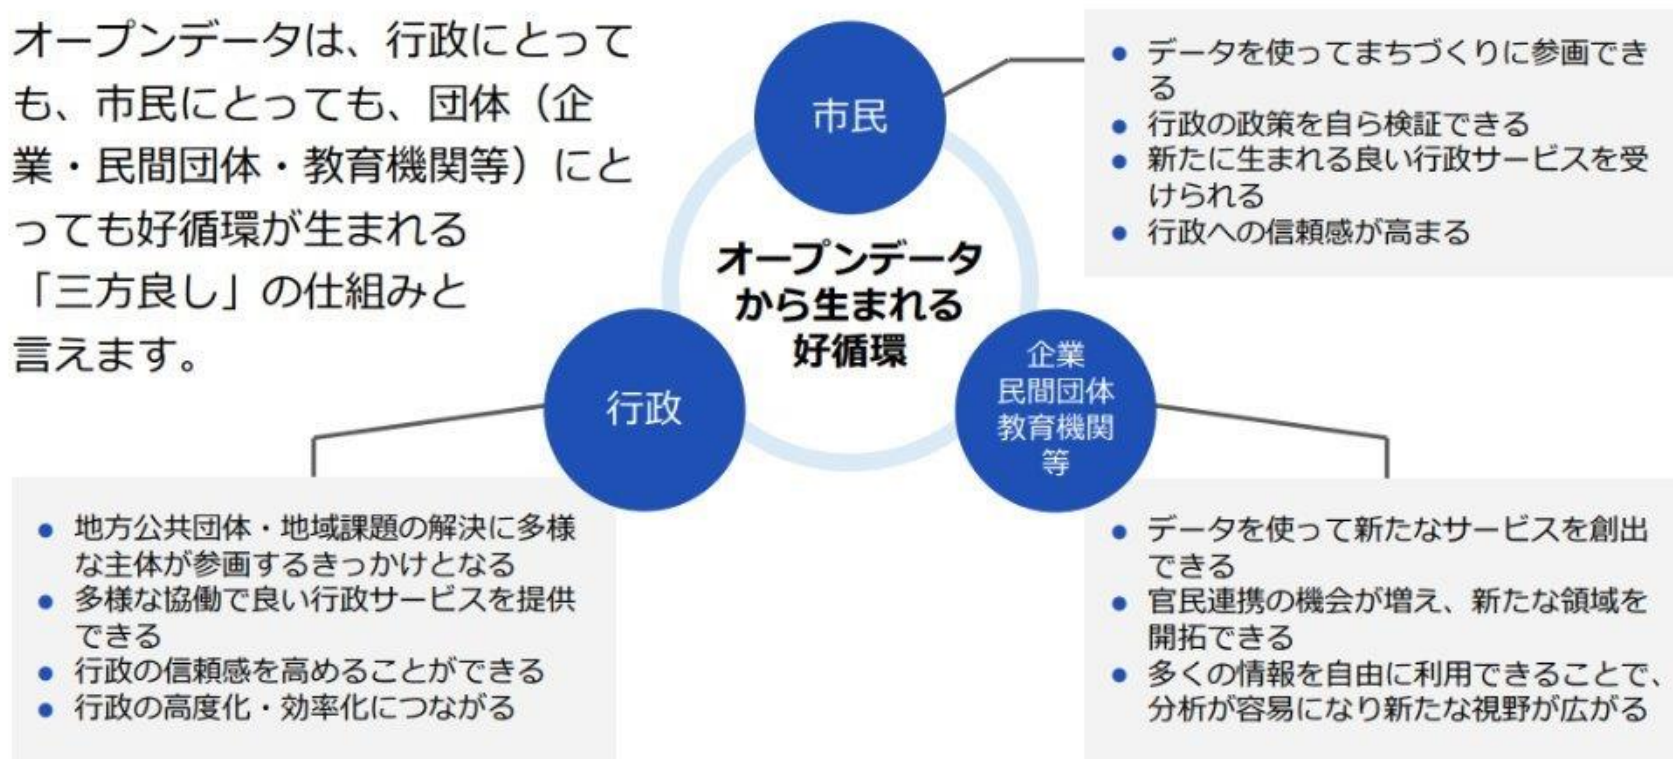 オープンデータは、行政にとって
も、市民にとっても、団体（企
業・民間団体・教育機関等）にと
っても好循環が生まれる
「三方良し」の仕組みと
言えます。
市民
● データを使ってまちづくりに参画でき
る
● 行政の政策を自ら検証できる
● 新たに生まれる良い行政サービスを受
けられる
● 行政への信頼感が高まる
オープンデータ
から生まれる
好循環
行政
企業
民間団体
教育機関
等
● 地方公共団体・地域課題の解決に多様
な主体が参画するきっかけとなる
● 多様な協働で良い行政サービスを提供
できる
● 行政の信頼感を高めることができる
● 行政の高度化・効率化につながる
● データを使って新たなサービスを創出
できる
● 官民連携の機会が増え、新たな領域を
開拓できる
● 多くの情報を自由に利用できることで、
分析が容易になり新たな視野が広がる